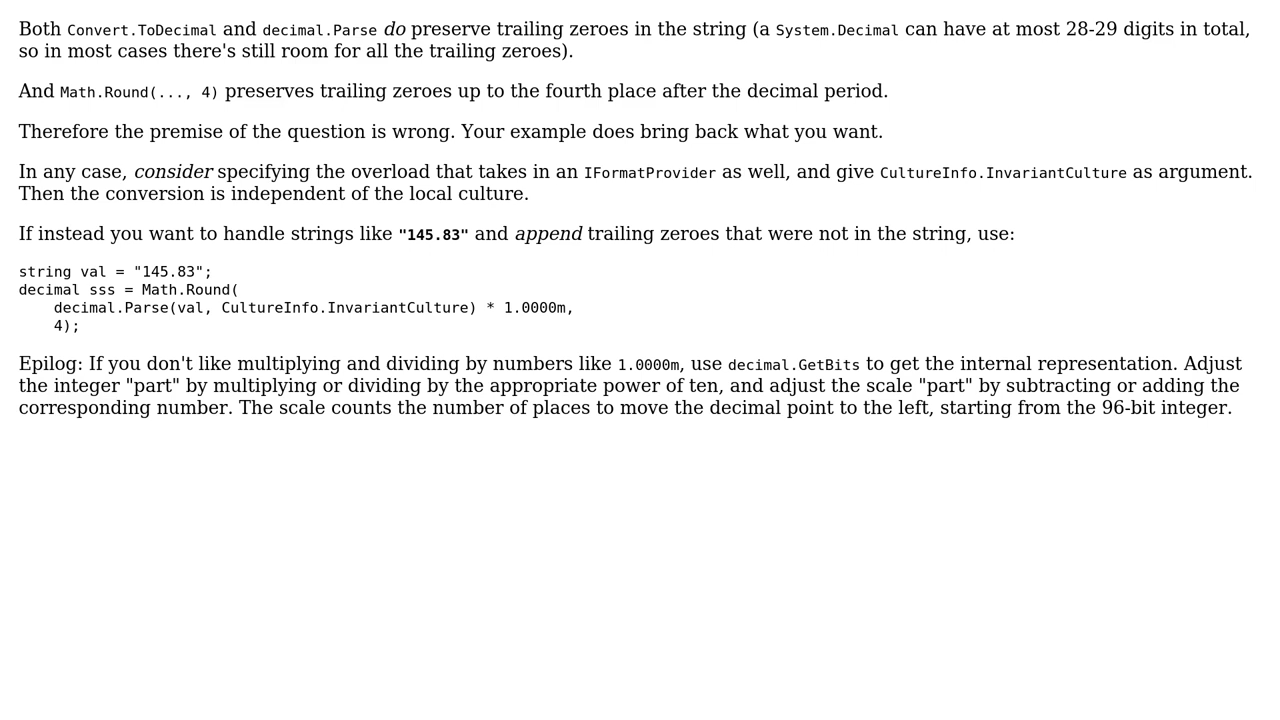 Both Convert.ToDecimal and decimal.Parse do preserve trailing zeroes in the string (a System.Decimal can have at most 28-29 digits in total,
so in most cases there's still room for all the trailing zeroes).
And Math.Round(..., 4) preserves trailing zeroes up to the fourth place after the decimal period.
Therefore the premise of the question is wrong. Your example does bring back what you want.
In any case, consider specifying the overload that takes in an IFormatProvider as well, and give CultureInfo.InvariantCulture as argument.
Then the conversion is independent of the local culture.
If instead you want to handle strings like "145.83" and append trailing zeroes that were not in the string, use:
string val = "145.83";
decimal sss = Math.Round(
    decimal.Parse(val, CultureInfo.InvariantCulture) * 1.0000m,
    4);
Epilog: If you don't like multiplying and dividing by numbers like 1.0000m, use decimal.GetBits to get the internal representation. Adjust
the integer "part" by multiplying or dividing by the appropriate power of ten, and adjust the scale "part" by subtracting or adding the
corresponding number. The scale counts the number of places to move the decimal point to the left, starting from the 96-bit integer.